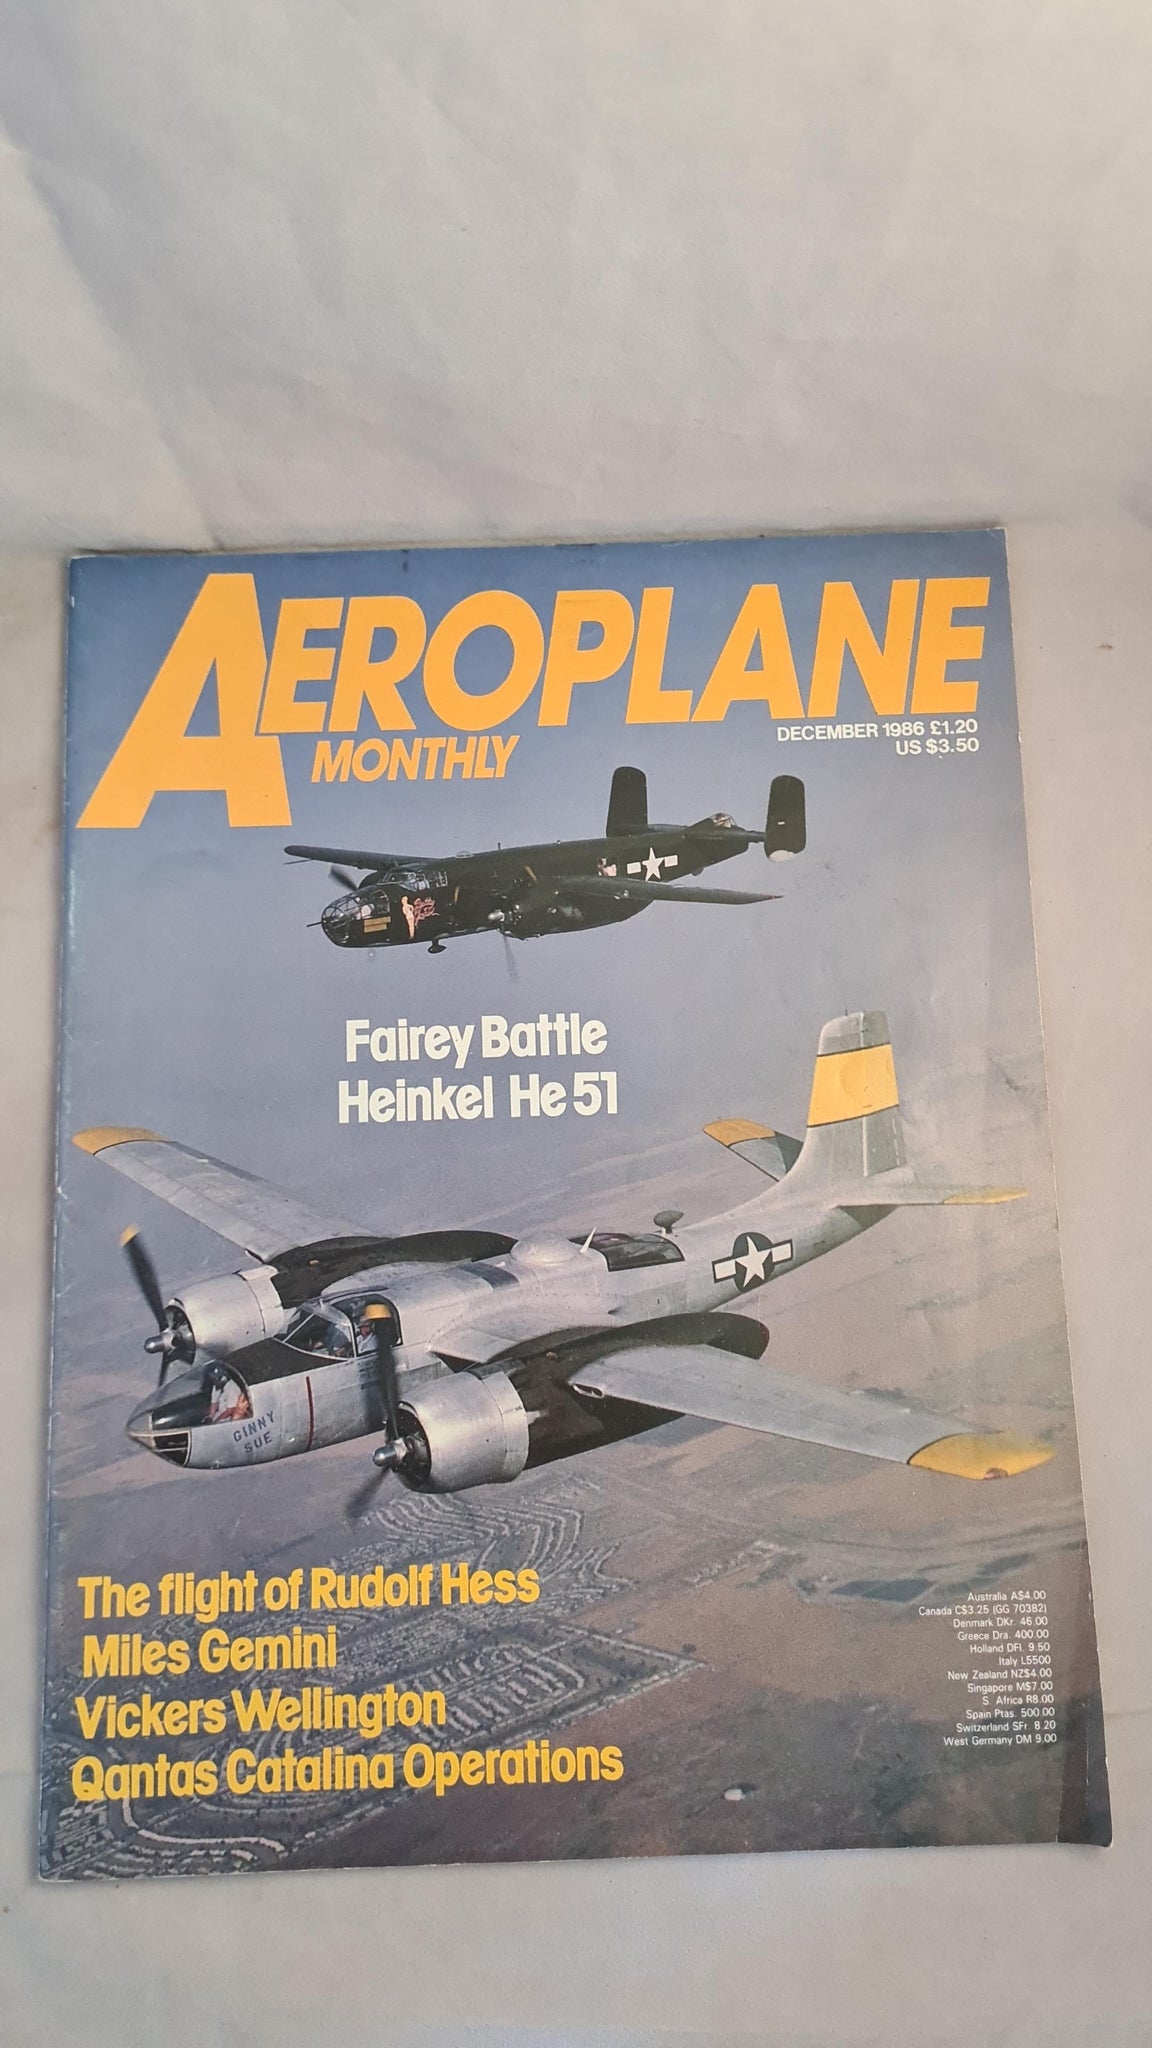 AEROPLANE
MONTHLY
DECEMBER 1986 £1.20
US $3.50
Fairey Battle
Heinkel He 51
GINNY
SUE
The flight of Rudolf Hess
Miles Gemini
Vickers Wellington
Qantas Catalina Operations
Australia A$4.00
Canada C$3.25 (GG 70382)
Denmark DKr. 46.00
Greece Dra. 400.00
Holland DFl. 9.50
Italy L5500
New Zealand NZ$4.00
Singapore M$7.00
S. Africa R8.00
Spain Ptas. 500.00
Switzerland SFr. 8.20
West Germany DM 9.00